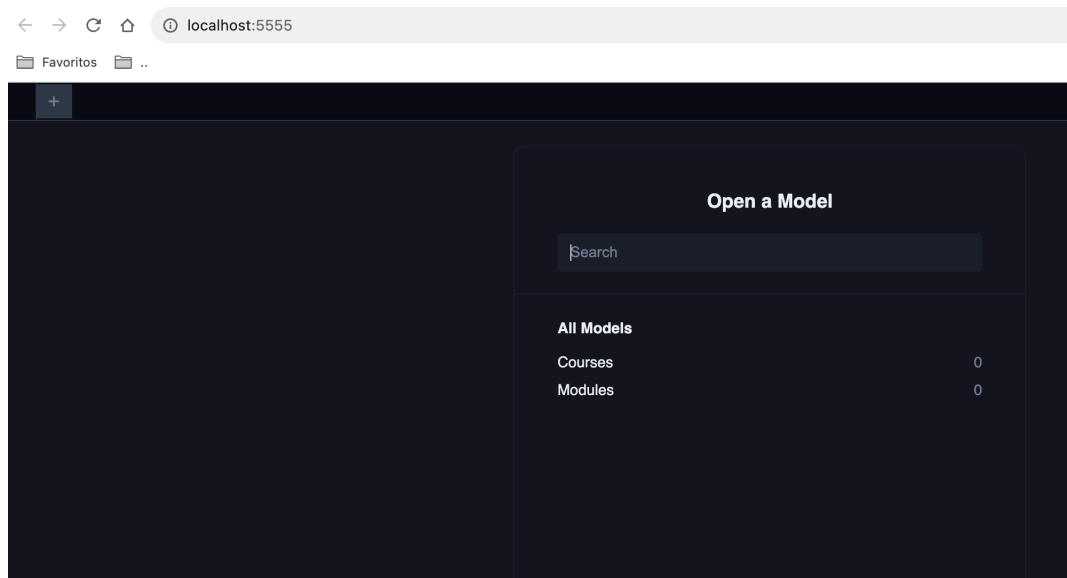 localhost:5555
Favoritos ..
+
Open a Model
Search
All Models
Courses 0
Modules 0